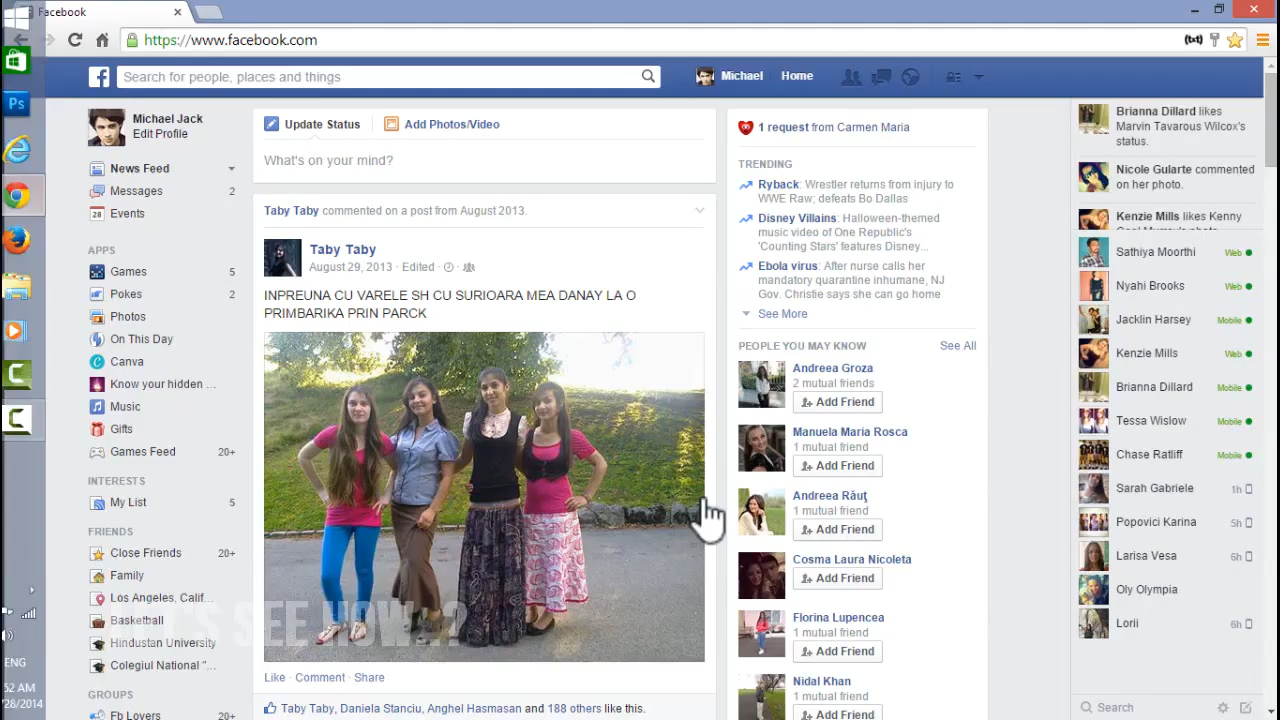 Facebook
https://www.facebook.com
Search for people, places and things
Michael
Home
Michael Jack
Edit Profile
News Feed
Messages 2
Events
APPS
Games 5
Pokes 2
Photos
On This Day
Canva
Know your hidden ...
Music
Gifts
Games Feed 20+
INTERESTS
My List 5
FRIENDS
Close Friends 20+
Family
Los Angeles, Calif...
Basketball
Hindustan University
Colegiul National "...
GROUPS
Fb Lovers 20+
Update Status
Add Photos/Video
What's on your mind?
Taby Taby commented on a post from August 2013.
Taby Taby
August 29, 2013 · Edited ·
INPREUNA CU VARELE SH CU SURIOARA MEA DANAY LA O
PRIMBARIKA PRIN PARCK
LET'S SEE HOW...?
Like · Comment · Share
Taby Taby, Daniela Stanciu, Anghel Hasmasan and 188 others like this.
1 request from Carmen Maria
TRENDING
Ryback: Wrestler returns from injury to
WWE Raw; defeats Bo Dallas
Disney Villains: Halloween-themed
music video of One Republic's
'Counting Stars' features Disney...
Ebola virus: After nurse calls her
mandatory quarantine inhumane, NJ
Gov. Christie says she can go home
See More
PEOPLE YOU MAY KNOW
See All
Andreea Groza
2 mutual friends
Add Friend
Manuela Maria Rosca
1 mutual friend
Add Friend
Andreea Răuț
1 mutual friend
Add Friend
Cosma Laura Nicoleta
Add Friend
Florina Lupencea
1 mutual friend
Add Friend
Nidal Khan
1 mutual friend
Add Friend
Brianna Dillard likes
Marvin Tavarous Wilcox's
status.
Nicole Gularte commented
on her photo.
Kenzie Mills likes Kenny
Sathiya Moorthi Web
Nyahi Brooks Web
Jacklin Harsey Mobile
Kenzie Mills Web
Brianna Dillard Mobile
Tessa Wislow Mobile
Chase Ratliff Mobile
Sarah Gabriele 1h
Popovici Karina 5h
Larisa Vesa 6h
Oly Olympia
Lorii 6h
Search
Ps
28
(txt)
ENG
:52 AM
/28/2014